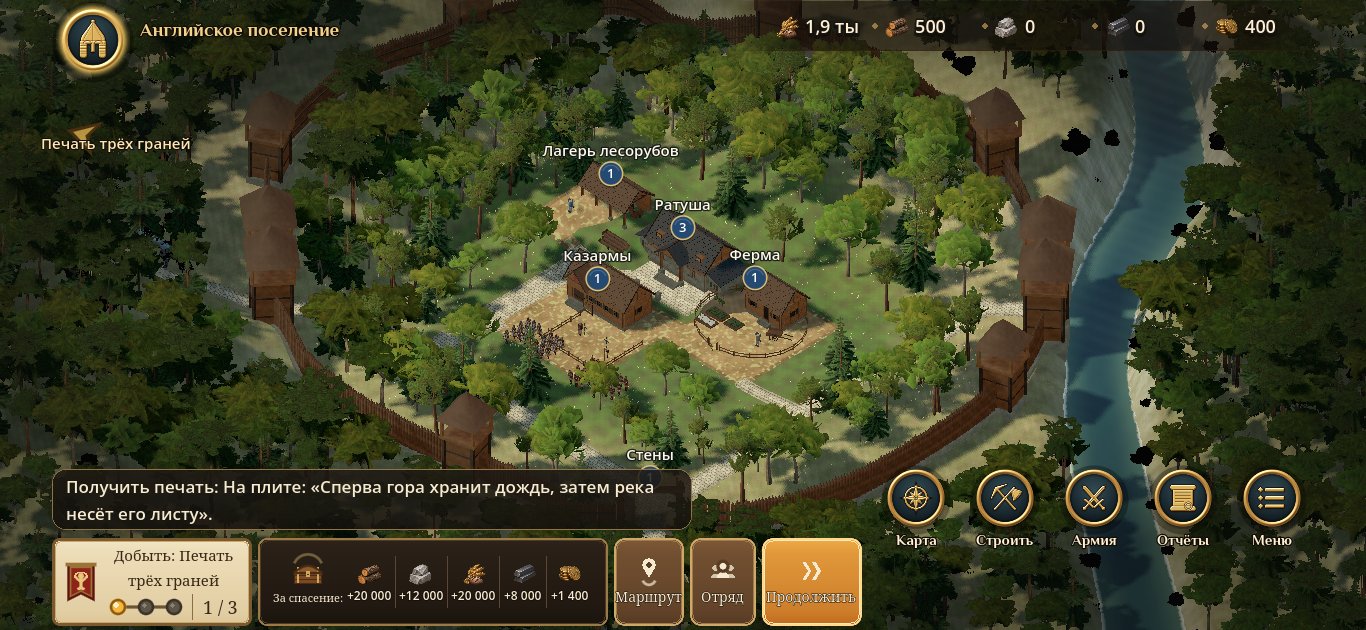 Английское поселение
1,9 ты
500
0
0
400
Печать трёх граней
Лагерь лесорубов
1
Ратуша
3
Казармы
1
Ферма
1
Стены
Получить печать: На плите: «Сперва гора хранит дождь, затем река
несёт его листу».
Карта
Строить
Армия
Отчёты
Меню
Добыть: Печать
трёх граней
1 / 3
За спасение:
+20 000
+12 000
+20 000
+8 000
+1 400
Маршрут
Отряд
Продолжить